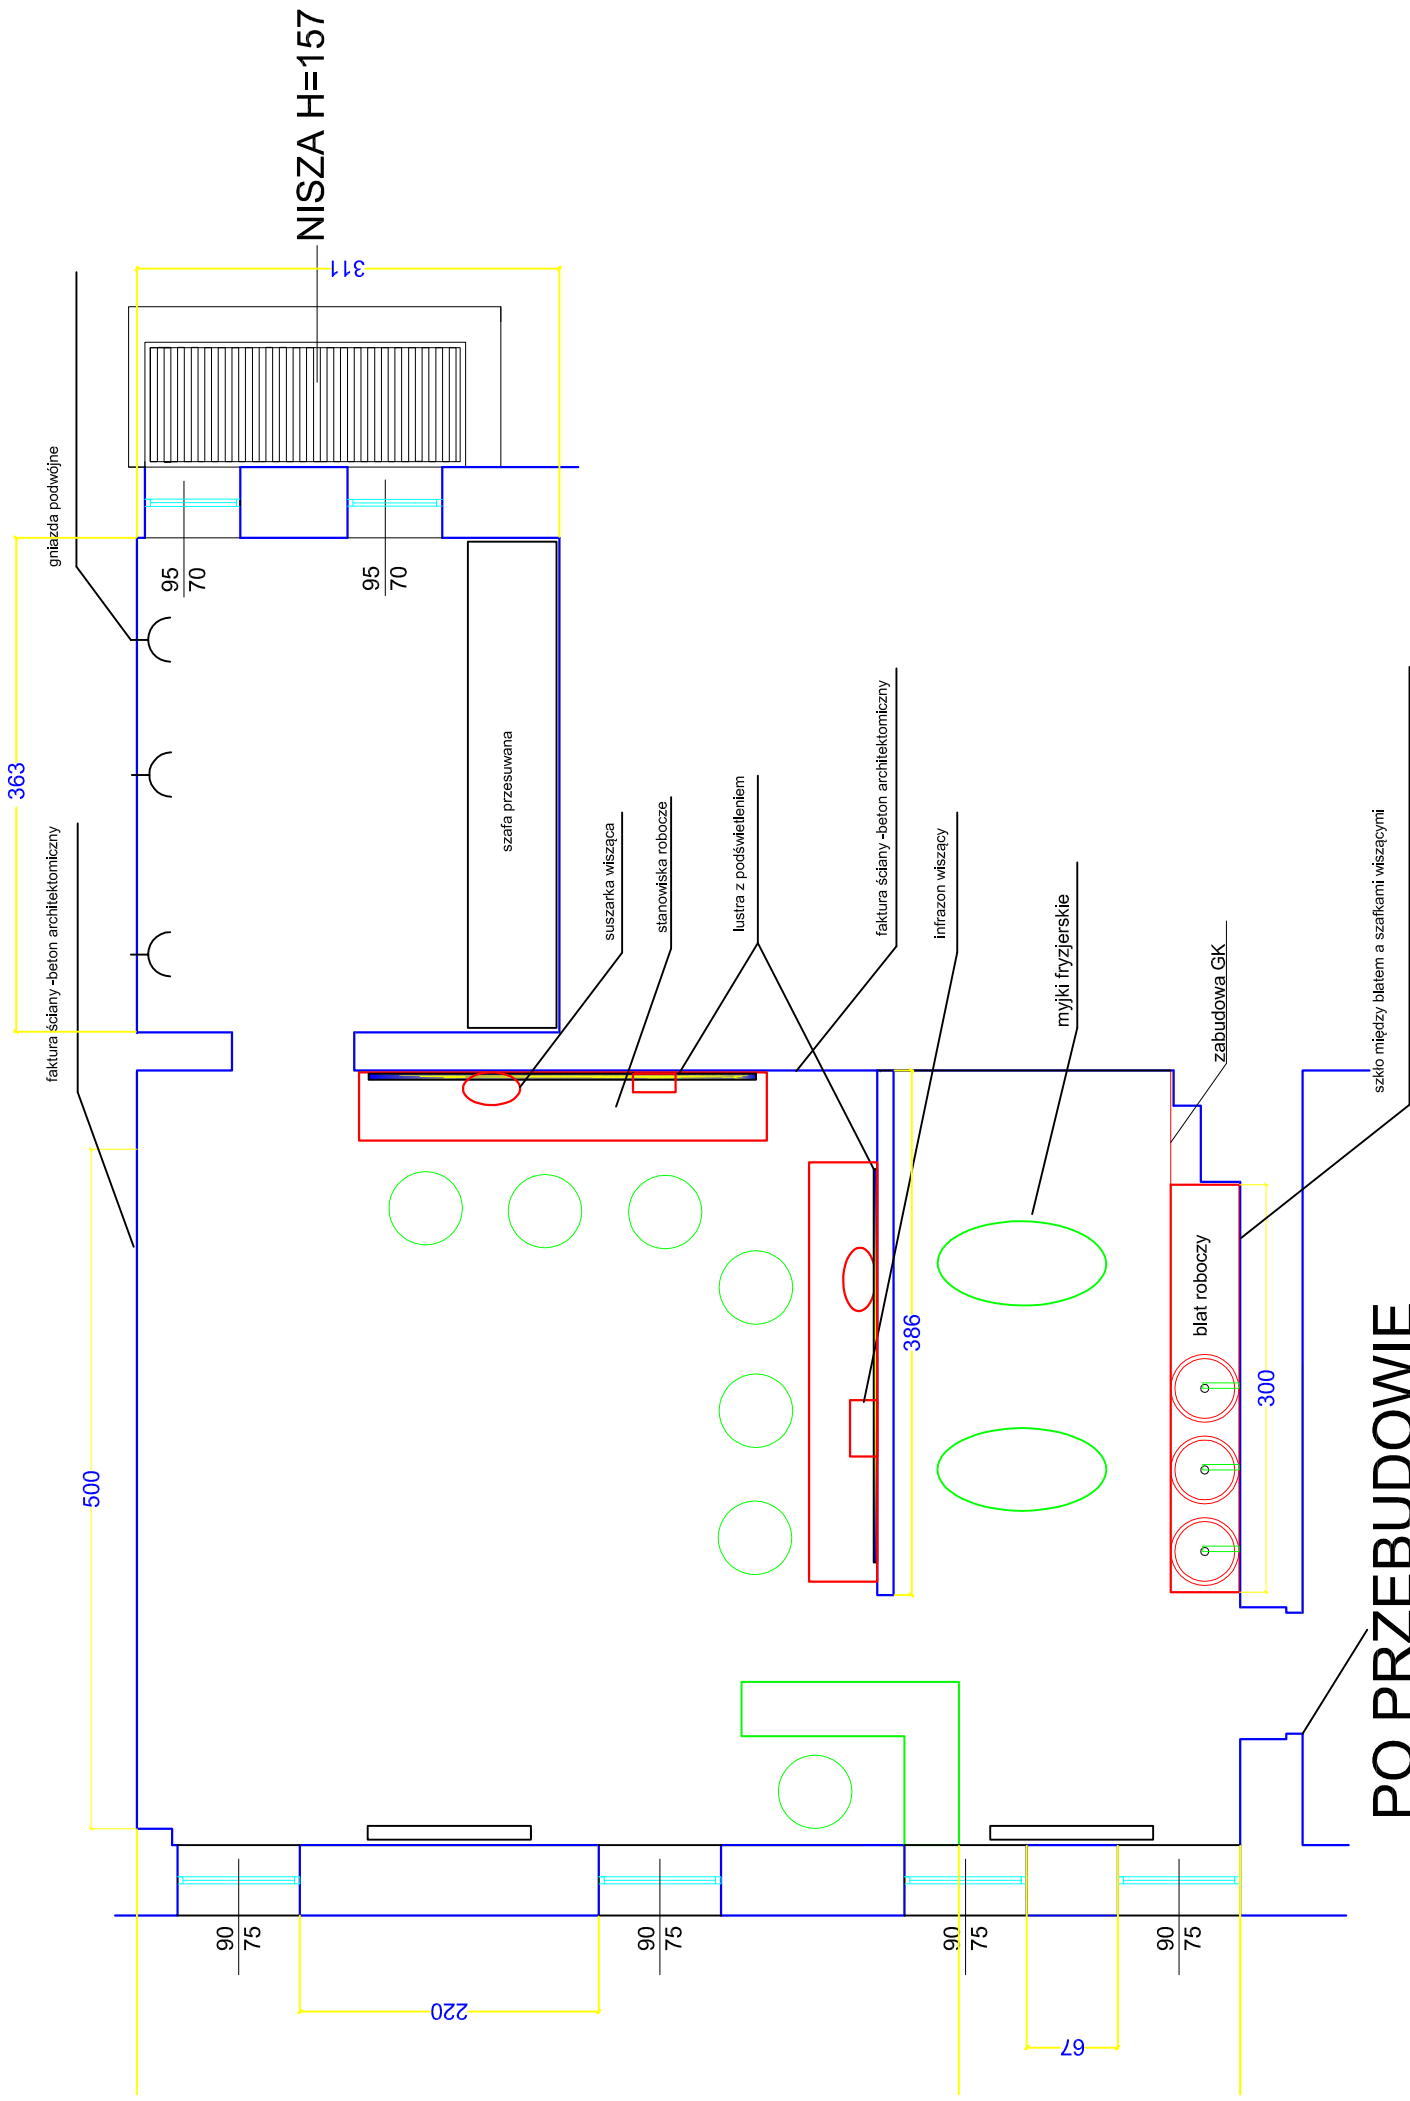 NISZA H=157
311
gniazda podwójne
95
70
95
70
363
faktura ściany -beton architektomiczny
szafa przesuwana
suszarka wisząca
stanowiska robocze
lustra z podświetleniem
faktura ściany -beton architektomiczny
infrazon wiszący
myjki fryzjerskie
zabudowa GK
szkło między blatem a szafkami wiszącymi
blat roboczy
386
300
500
PO PRZEBUDOWIE
90
75
90
75
90
75
90
75
220
67